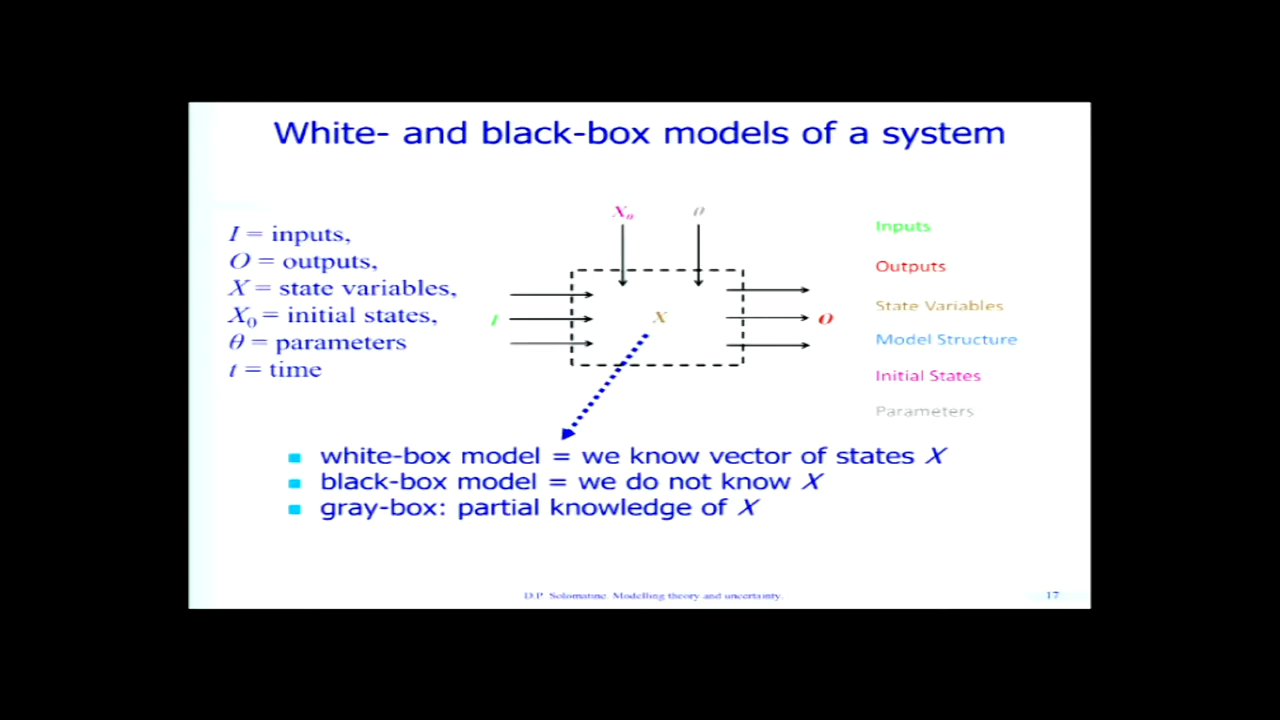 White- and black-box models of a system
I = inputs,
O = outputs,
X = state variables,
X₀ = initial states,
θ = parameters
t = time
X₀
θ
I
X
O
Inputs
Outputs
State Variables
Model Structure
Initial States
Parameters
white-box model = we know vector of states X
black-box model = we do not know X
gray-box: partial knowledge of X
D.P. Solomatine. Modelling theory and uncertainty.
17